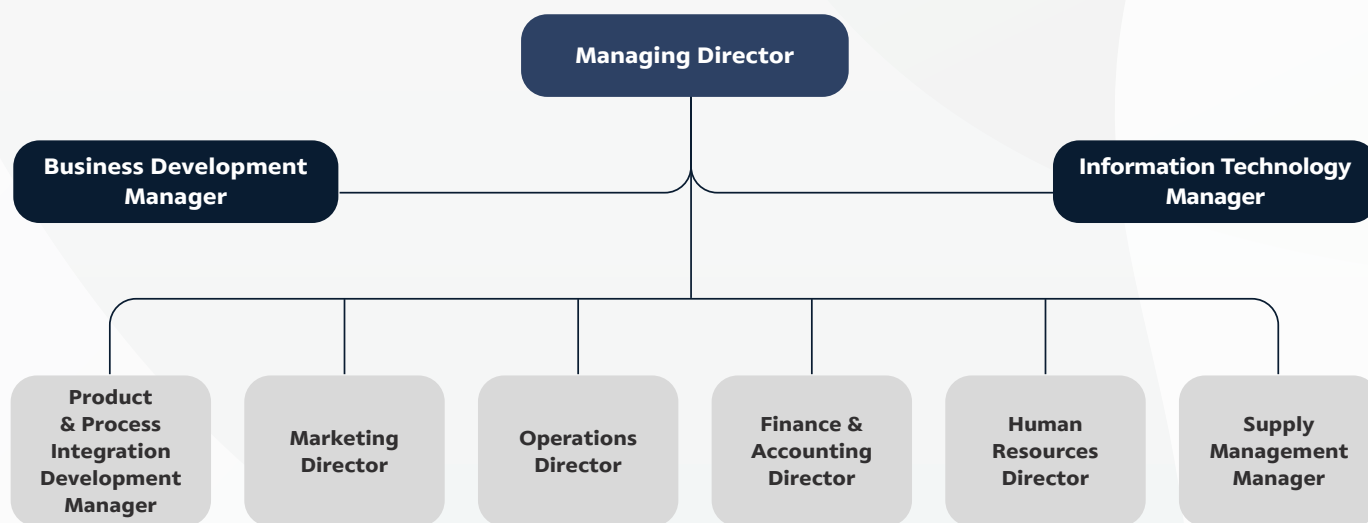 Managing Director
Business Development
Manager
Information Technology
Manager
Product
& Process
Integration
Development
Manager
Marketing
Director
Operations
Director
Finance &
Accounting
Director
Human
Resources
Director
Supply
Management
Manager